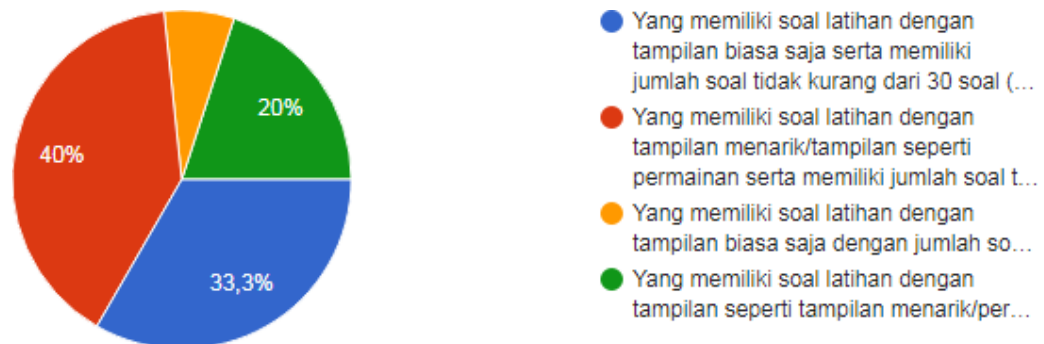 40%
20%
33,3%
Yang memiliki soal latihan dengan
tampilan biasa saja serta memiliki
jumlah soal tidak kurang dari 30 soal (…
Yang memiliki soal latihan dengan
tampilan menarik/tampilan seperti
permainan serta memiliki jumlah soal t…
Yang memiliki soal latihan dengan
tampilan biasa saja dengan jumlah so…
Yang memiliki soal latihan dengan
tampilan seperti tampilan menarik/per…